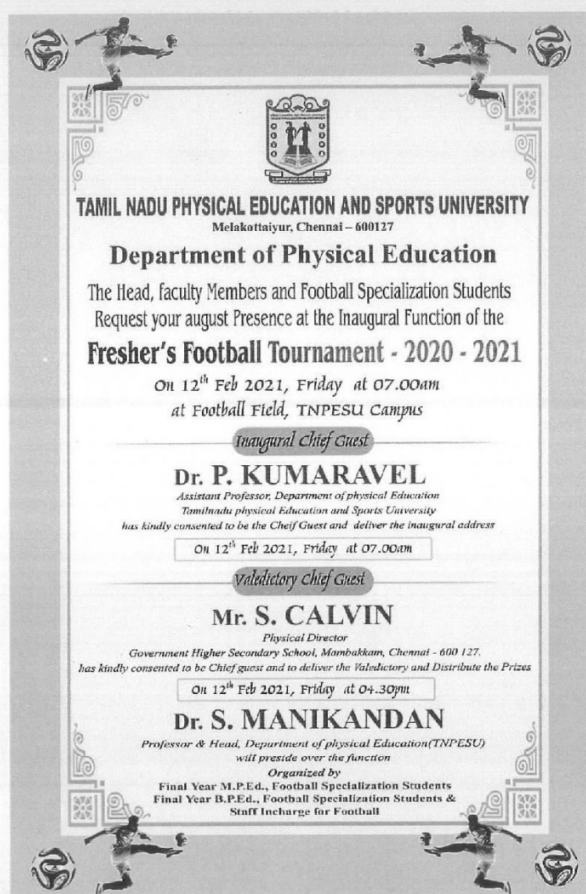 TAMIL NADU PHYSICAL EDUCATION AND SPORTS UNIVERSITY
Melakottaiyur, Chennai – 600127
Department of Physical Education
The Head, faculty Members and Football Specialization Students
Request your august Presence at the Inaugural Function of the
Fresher's Football Tournament - 2020 - 2021
On 12th Feb 2021, Friday at 07.00am
at Football Field, TNPESU Campus
Inaugural Chief Guest
Dr. P. KUMARAVEL
Assistant Professor, Department of physical Education
Tamilnadu physical Education and Sports University
has kindly consented to be the Cheif Guest and deliver the inaugural address
On 12th Feb 2021, Friday at 07.00am
Valedictory Chief Guest
Mr. S. CALVIN
Physical Director
Government Higher Secondary School, Mambakkam, Chennai - 600 127.
has kindly consented to be Chief guest and to deliver the Valedictory and Distribute the Prizes
On 12th Feb 2021, Friday at 04.30pm
Dr. S. MANIKANDAN
Professor & Head, Department of physical Education(TNPESU)
will preside over the function
Organized by
Final Year M.P.Ed., Football Specialization Students
Final Year B.P.Ed., Football Specialization Students &
Staff Incharge for Football